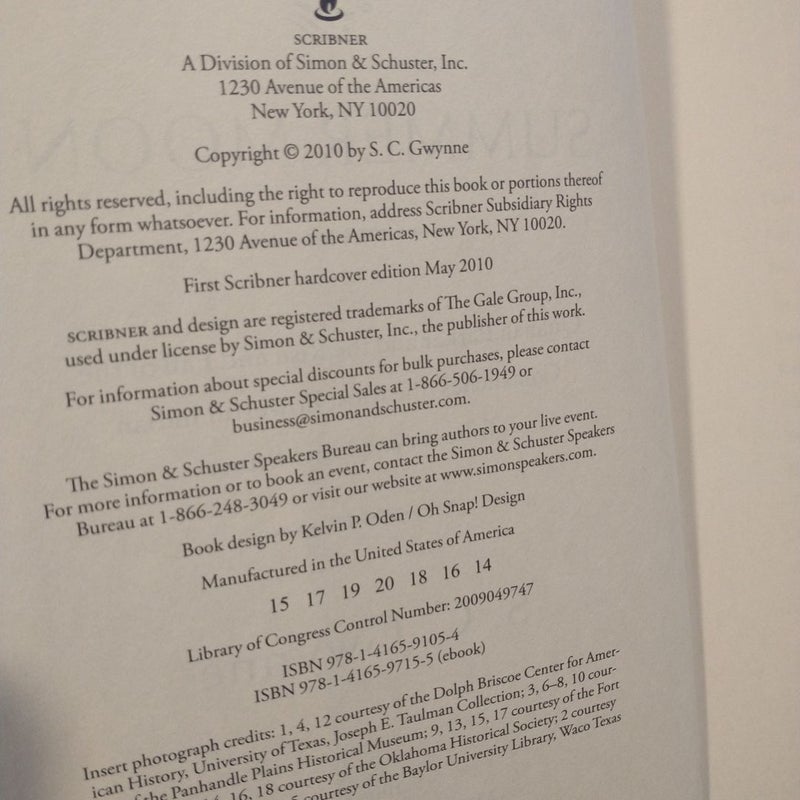 SCRIBNER
A Division of Simon & Schuster, Inc.
1230 Avenue of the Americas
New York, NY 10020
Copyright © 2010 by S. C. Gwynne
All rights reserved, including the right to reproduce this book or portions thereof
in any form whatsoever. For information, address Scribner Subsidiary Rights
Department, 1230 Avenue of the Americas, New York, NY 10020.
First Scribner hardcover edition May 2010
SCRIBNER and design are registered trademarks of The Gale Group, Inc.,
used under license by Simon & Schuster, Inc., the publisher of this work.
For information about special discounts for bulk purchases, please contact
Simon & Schuster Special Sales at 1-866-506-1949 or
business@simonandschuster.com.
The Simon & Schuster Speakers Bureau can bring authors to your live event.
For more information or to book an event, contact the Simon & Schuster Speakers
Bureau at 1-866-248-3049 or visit our website at www.simonspeakers.com.
Book design by Kelvin P. Oden / Oh Snap! Design
Manufactured in the United States of America
15 17 19 20 18 16 14
Library of Congress Control Number: 2009049747
ISBN 978-1-4165-9105-4
ISBN 978-1-4165-9715-5 (ebook)
Insert photograph credits: 1, 4, 12 courtesy of the Dolph Briscoe Center for Amer-
ican History, University of Texas, Joseph E. Taulman Collection; 3, 6–8, 10 cour-
the Panhandle Plains Historical Museum; 9, 13, 15, 17 courtesy of the Fort
16, 18 courtesy of the Oklahoma Historical Society; 2 courtesy
courtesy of the Baylor University Library, Waco Texas